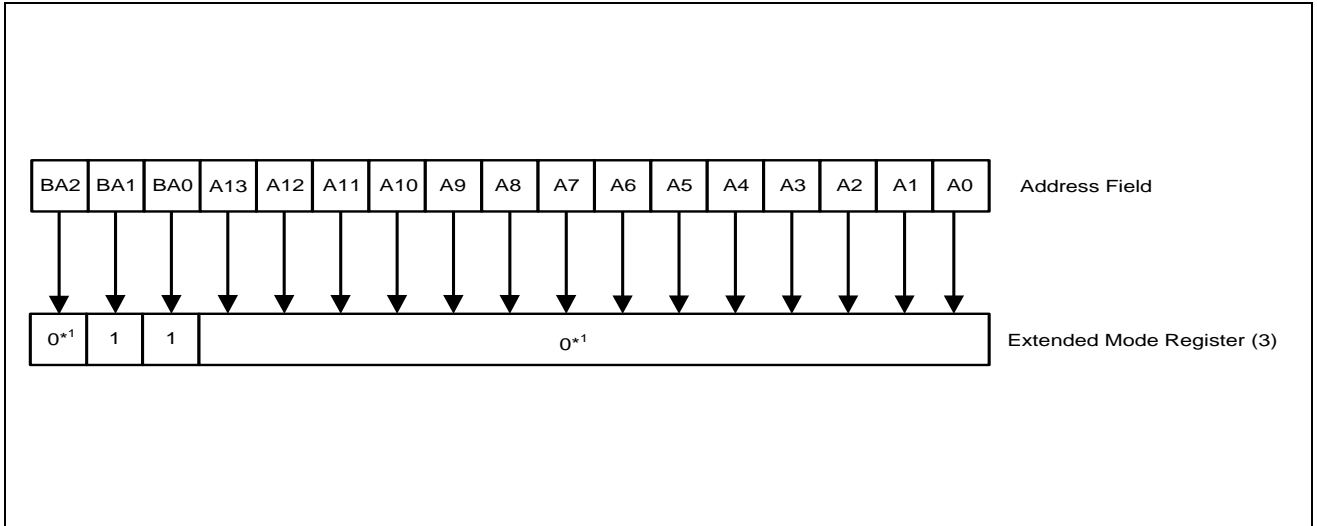 BA2 BA1 BA0 A13 A12 A11 A10 A9 A8 A7 A6 A5 A4 A3 A2 A1 A0 Address Field
0*1 1 1 0*1 Extended Mode Register (3)